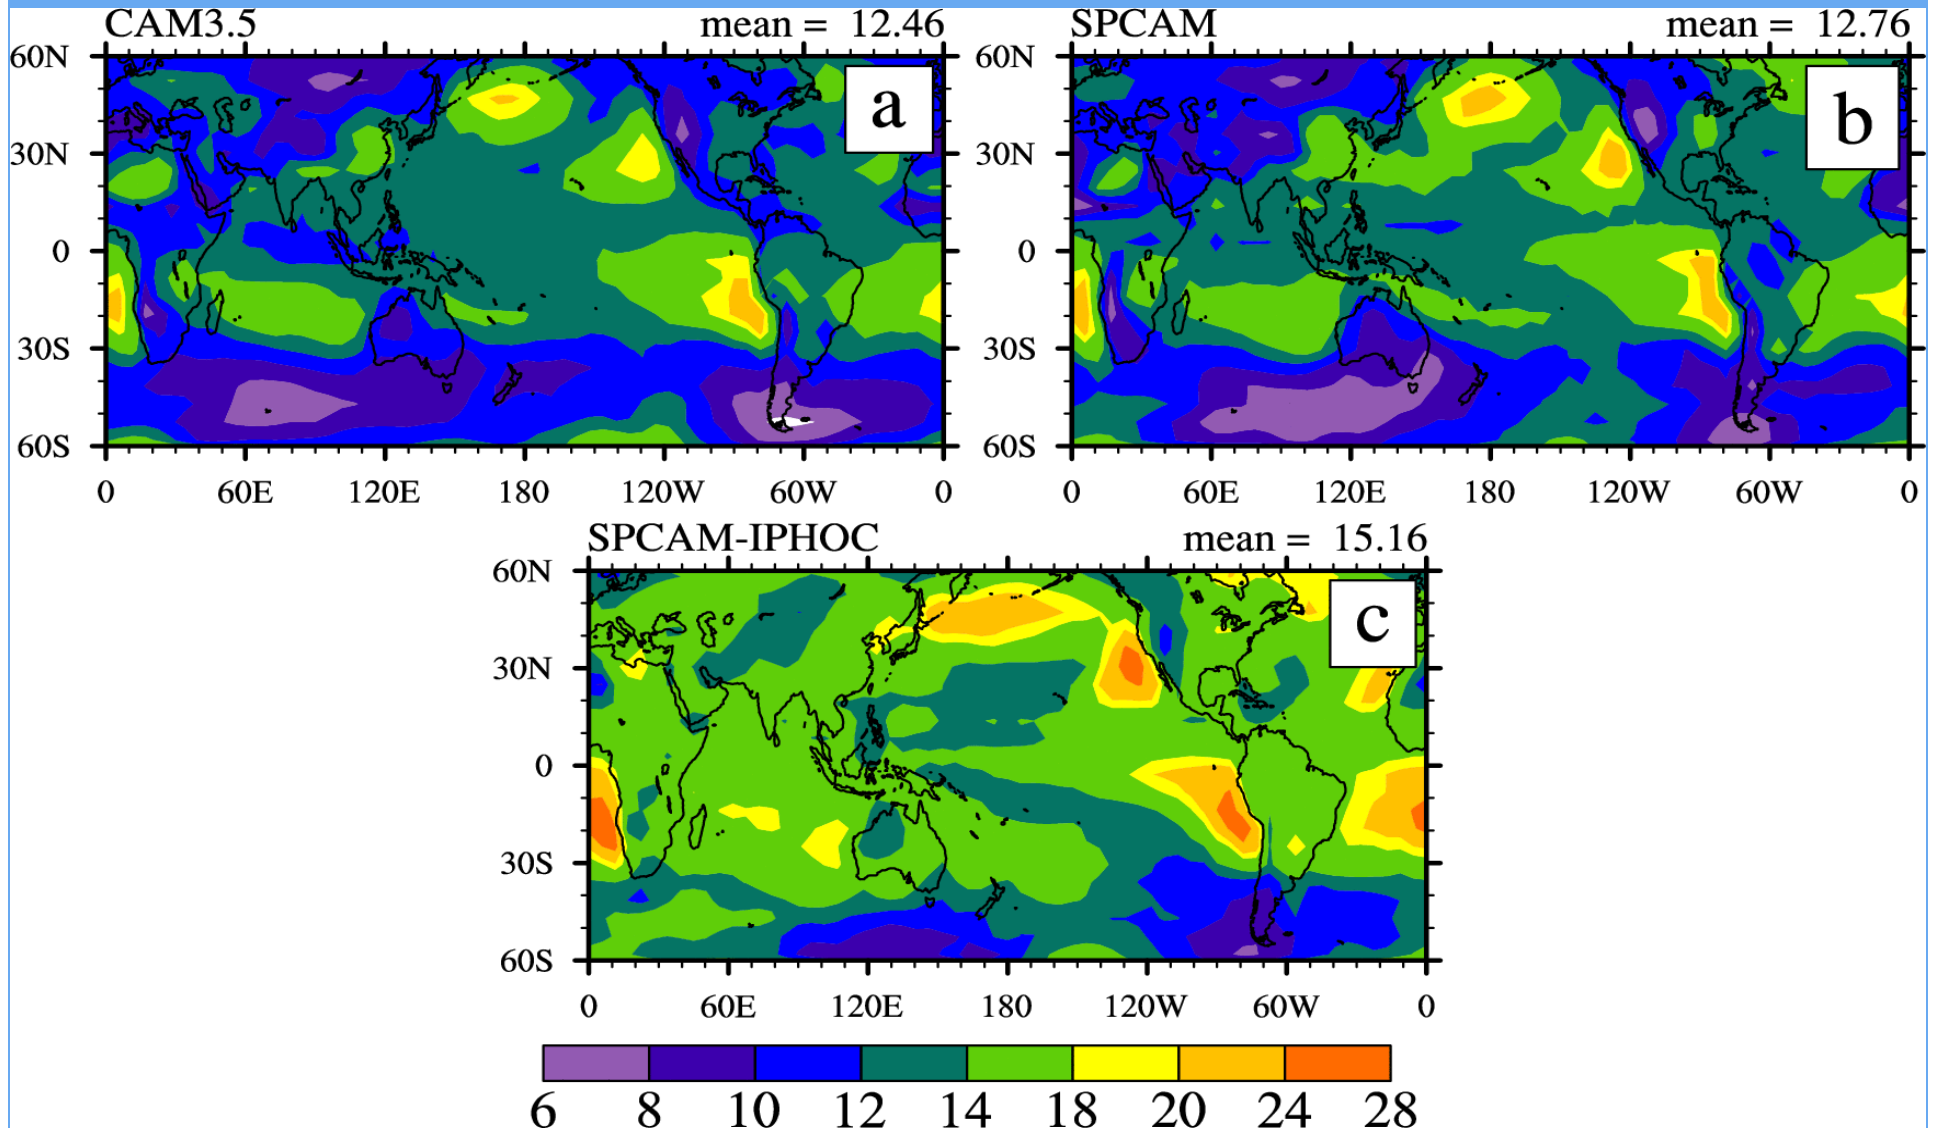 CAM3.5 mean = 12.46
SPCAM mean = 12.76
60N
30N
0
30S
60S
a
60N
30N
0
30S
60S
b
0 60E 120E 180 120W 60W 0
0 60E 120E 180 120W 60W 0
SPCAM-IPHOC mean = 15.16
60N
30N
0
30S
60S
c
0 60E 120E 180 120W 60W 0
6 8 10 12 14 18 20 24 28